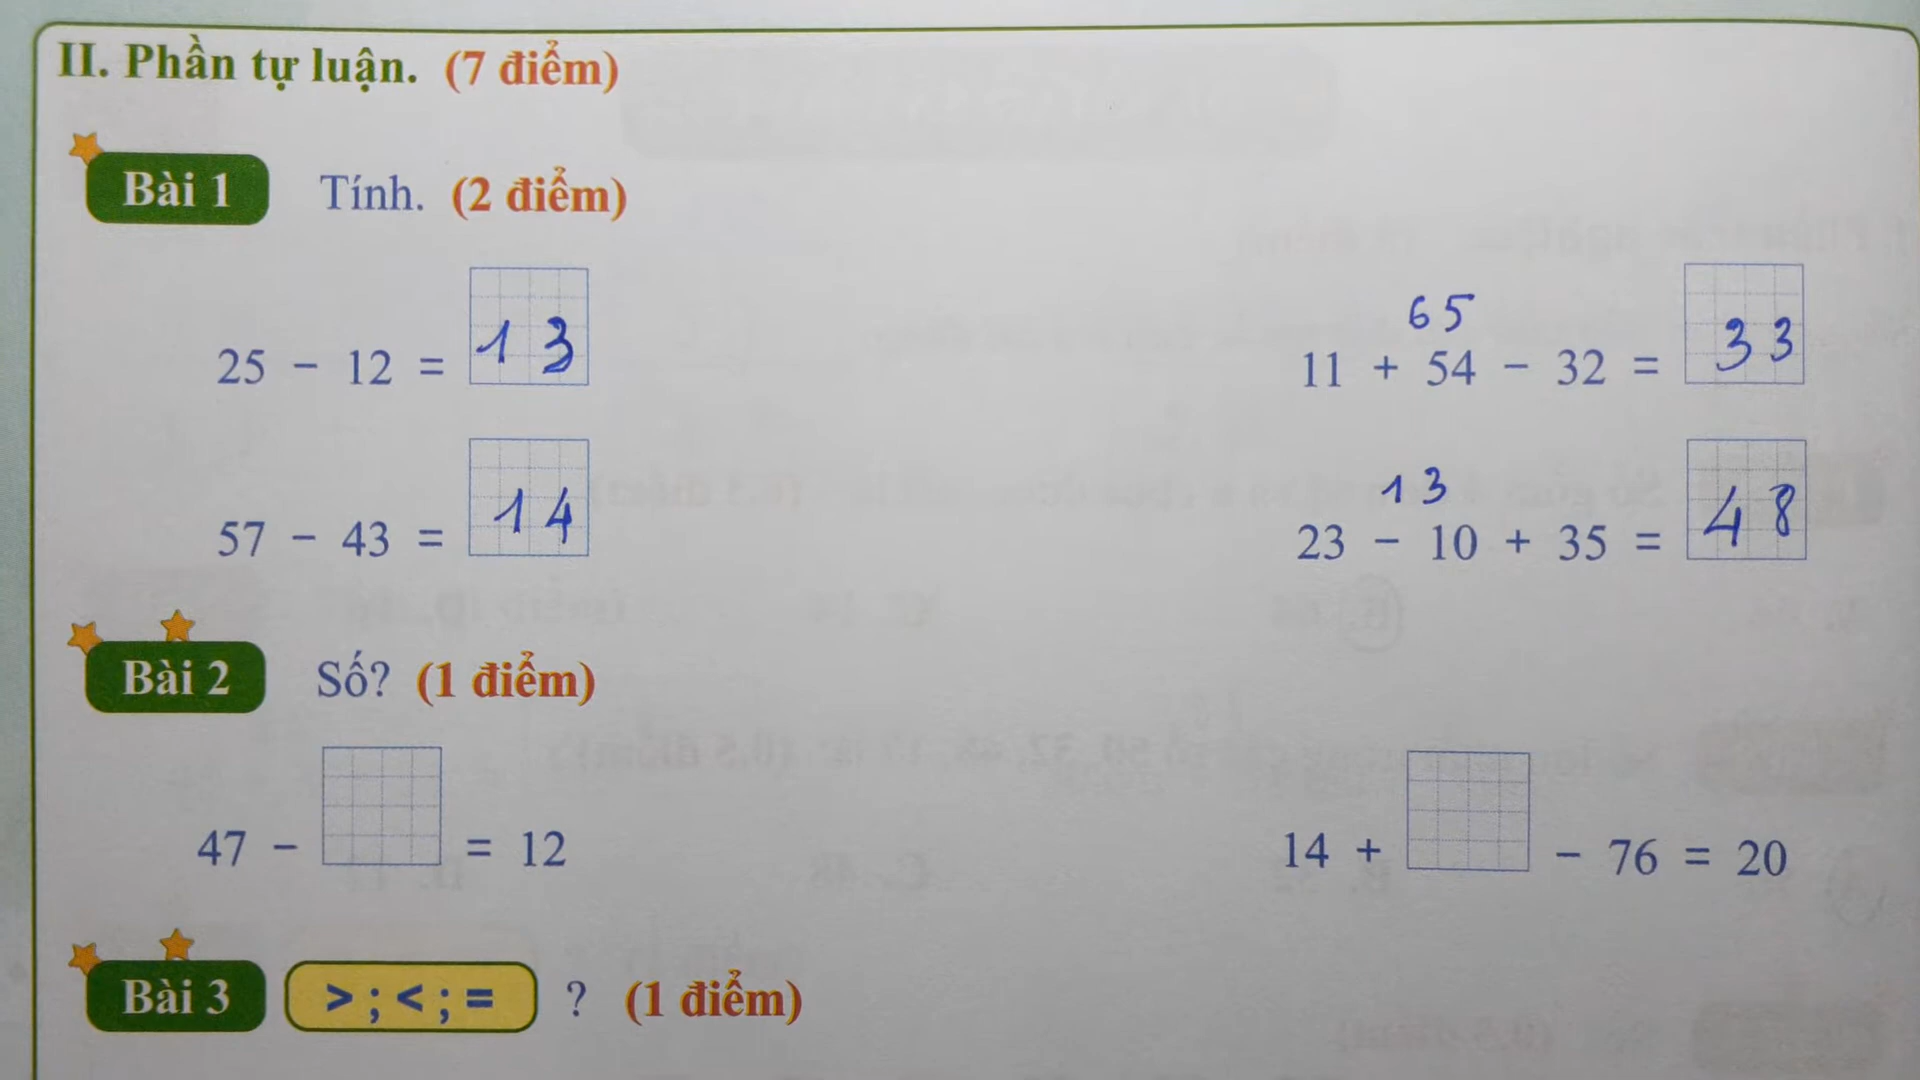 II. Phần tự luận. (7 điểm)
Bài 1 Tính. (2 điểm)
65
25 - 12 = 13 11 + 54 - 32 = 33
13
57 - 43 = 14 23 - 10 + 35 = 48
Bài 2 Số? (1 điểm)
47 - = 12 14 + - 76 = 20
Bài 3 > ; < ; = ? (1 điểm)